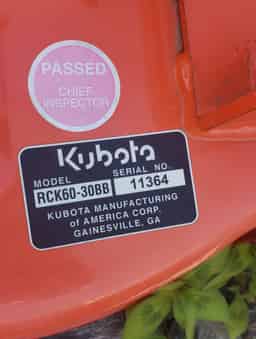 PASSED
CHIEF
INSPECTOR
Kubota
MODEL SERIAL NO.
RCK60-30BB 11364
KUBOTA MANUFACTURING
of AMERICA CORP.
GAINESVILLE, GA